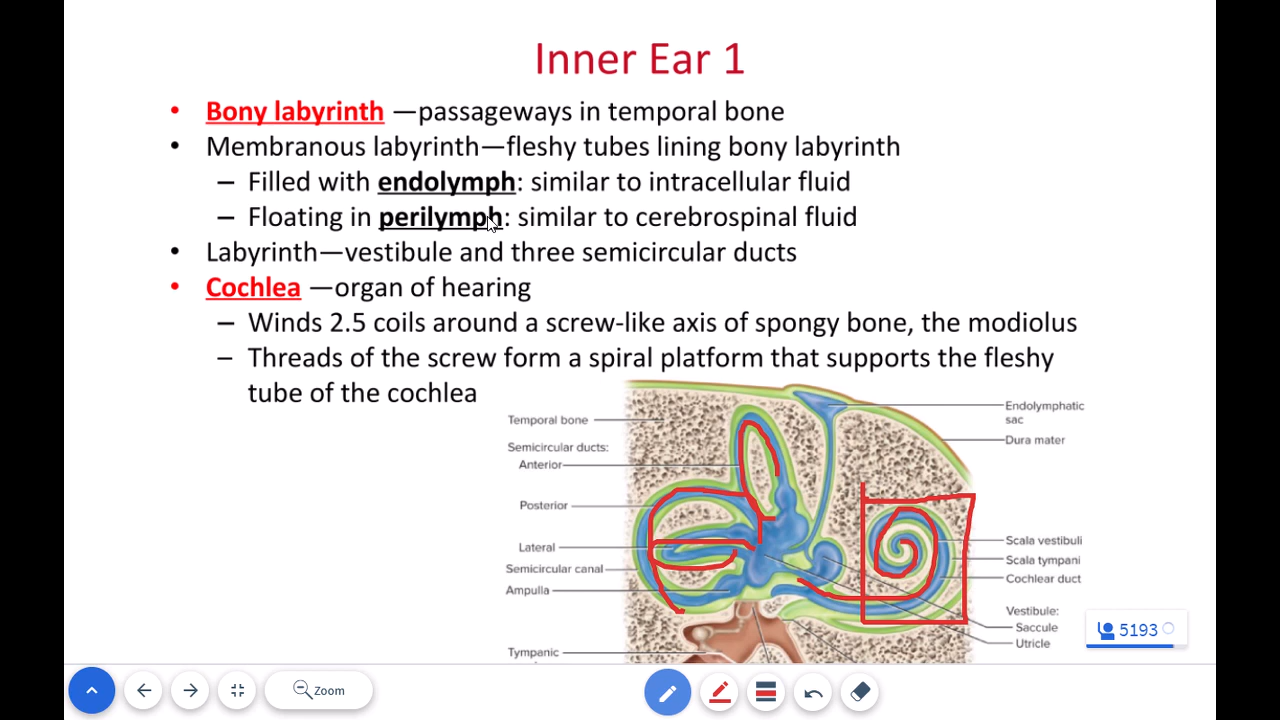 Inner Ear 1
• Bony labyrinth —passageways in temporal bone
• Membranous labyrinth—fleshy tubes lining bony labyrinth
– Filled with endolymph: similar to intracellular fluid
– Floating in perilymph: similar to cerebrospinal fluid
• Labyrinth—vestibule and three semicircular ducts
• Cochlea —organ of hearing
– Winds 2.5 coils around a screw-like axis of spongy bone, the modiolus
– Threads of the screw form a spiral platform that supports the fleshy
tube of the cochlea
Temporal bone
Semicircular ducts:
Anterior
Posterior
Lateral
Semicircular canal
Ampulla
Tympanic
Endolymphatic
sac
Dura mater
Scala vestibuli
Scala tympani
Cochlear duct
Vestibule:
Saccule
Utricle
5193
Zoom